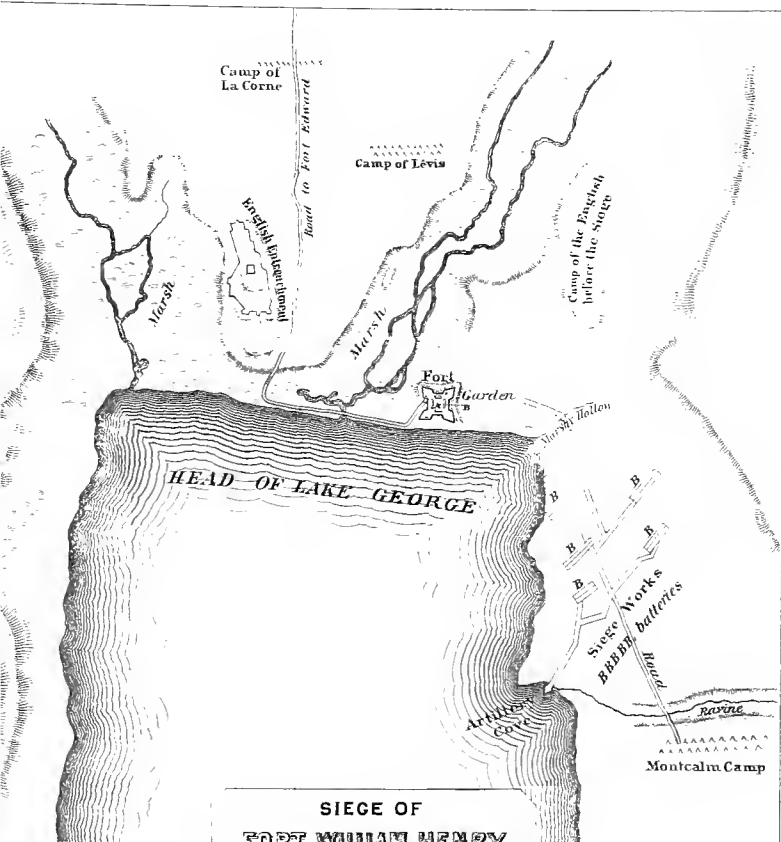 Camp of
La Corne
Road to Fort Edward
Camp of Lévis
English Entrenchment
Camp of the English
before the Siege
Marsh
Marsh
Fort
Garden
B
Marshy Hollow
HEAD OF LAKE GEORGE
B
B
B
B
B
Siege Works
BBBBB. batteries
Road
Artillery
Cove
Ravine
Montcalm Camp
SIEGE OF
FORT WILLIAM HENRY